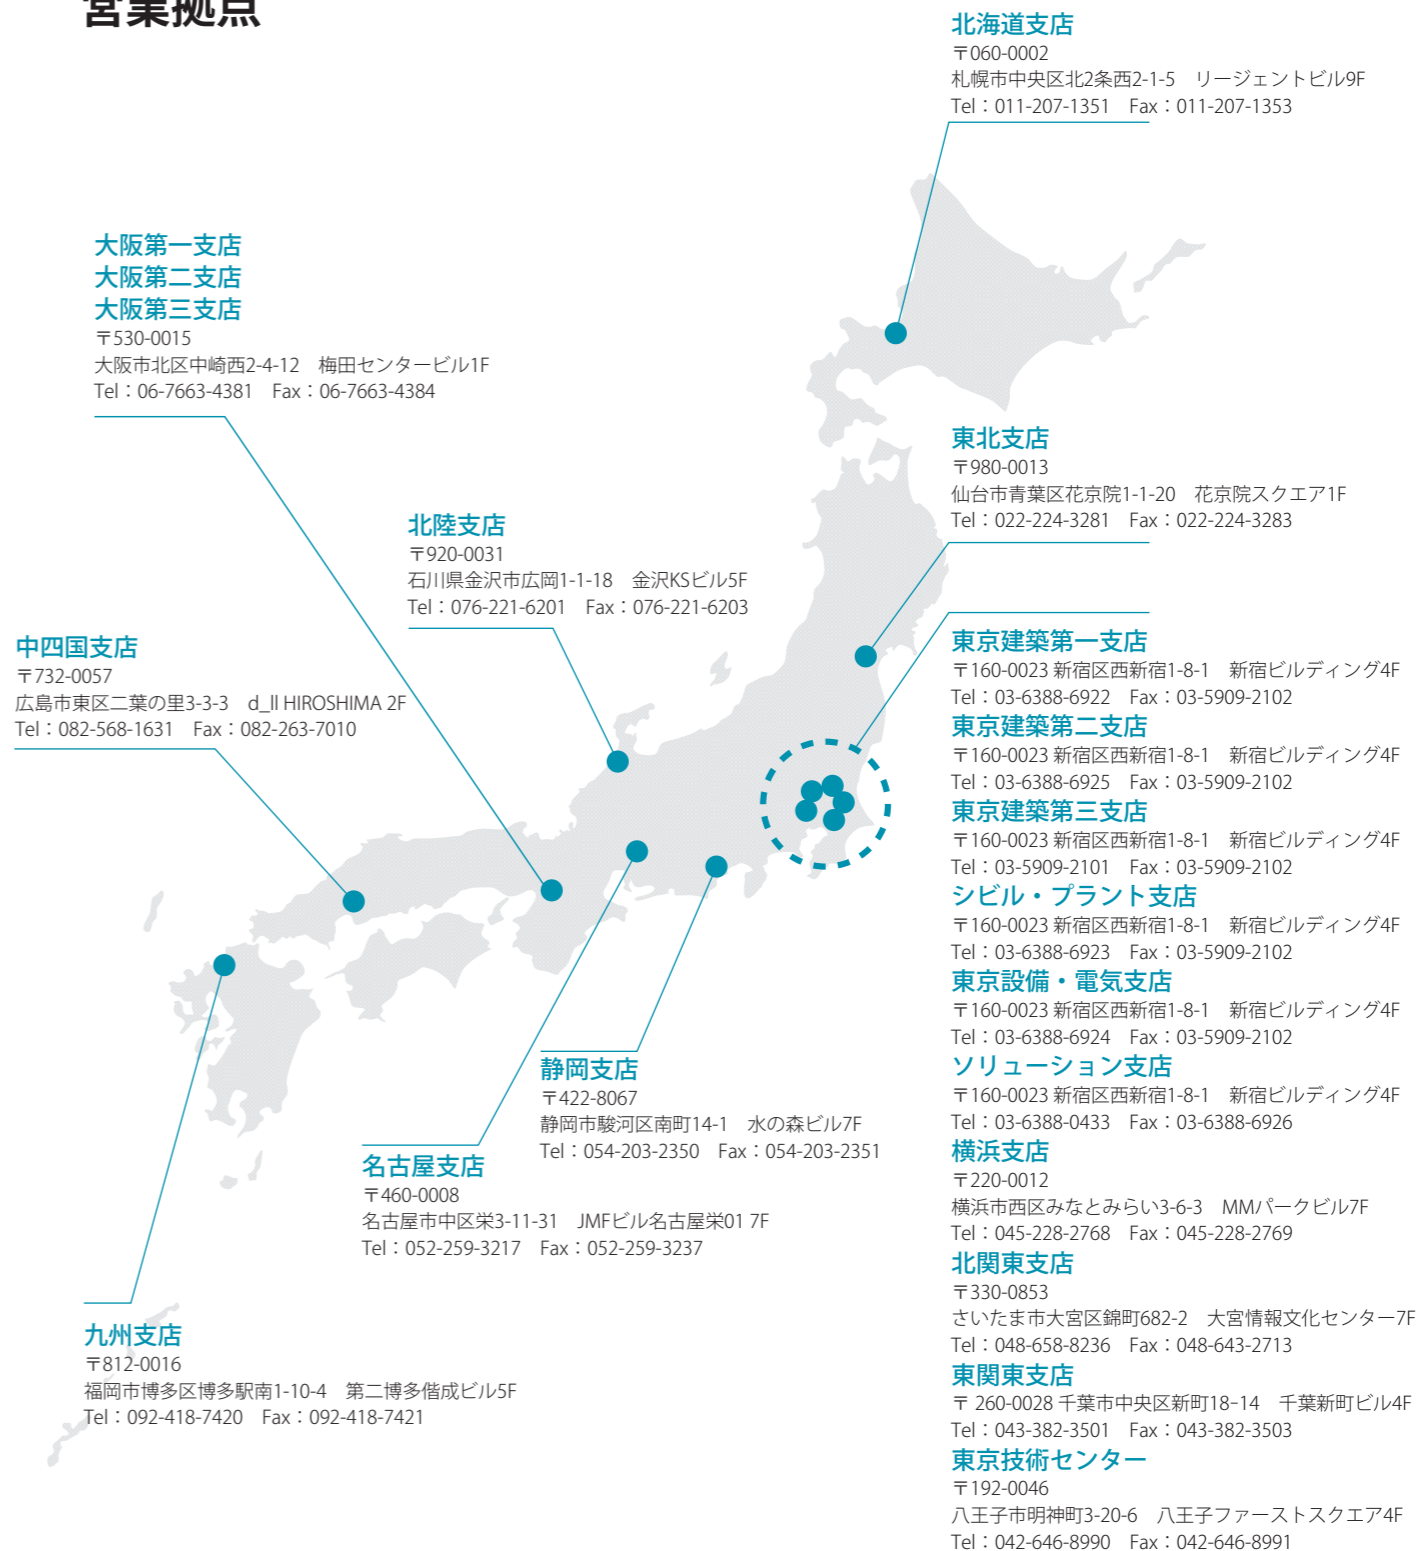 営業拠点
北海道支店
〒060-0002
札幌市中央区北2条西2-1-5　リージェントビル9F
Tel：011-207-1351　Fax：011-207-1353
大阪第一支店
大阪第二支店
大阪第三支店
〒530-0015
大阪市北区中崎西2-4-12　梅田センタービル1F
Tel：06-7663-4381　Fax：06-7663-4384
東北支店
〒980-0013
仙台市青葉区花京院1-1-20　花京院スクエア1F
Tel：022-224-3281　Fax：022-224-3283
北陸支店
〒920-0031
石川県金沢市広岡1-1-18　金沢KSビル5F
Tel：076-221-6201　Fax：076-221-6203
中四国支店
〒732-0057
広島市東区二葉の里3-3-3　d_ll HIROSHIMA 2F
Tel：082-568-1631　Fax：082-263-7010
東京建築第一支店
〒160-0023 新宿区西新宿1-8-1　新宿ビルディング4F
Tel：03-6388-6922　Fax：03-5909-2102
東京建築第二支店
〒160-0023 新宿区西新宿1-8-1　新宿ビルディング4F
Tel：03-6388-6925　Fax：03-5909-2102
東京建築第三支店
〒160-0023 新宿区西新宿1-8-1　新宿ビルディング4F
Tel：03-5909-2101　Fax：03-5909-2102
シビル・プラント支店
〒160-0023 新宿区西新宿1-8-1　新宿ビルディング4F
Tel：03-6388-6923　Fax：03-5909-2102
東京設備・電気支店
〒160-0023 新宿区西新宿1-8-1　新宿ビルディング4F
Tel：03-6388-6924　Fax：03-5909-2102
ソリューション支店
〒160-0023 新宿区西新宿1-8-1　新宿ビルディング4F
Tel：03-6388-0433　Fax：03-6388-6926
横浜支店
〒220-0012
横浜市西区みなとみらい3-6-3　MMパークビル7F
Tel：045-228-2768　Fax：045-228-2769
北関東支店
〒330-0853
さいたま市大宮区錦町682-2　大宮情報文化センター7F
Tel：048-658-8236　Fax：048-643-2713
東関東支店
〒 260-0028 千葉市中央区新町18-14　千葉新町ビル4F
Tel：043-382-3501　Fax：043-382-3503
東京技術センター
〒192-0046
八王子市明神町3-20-6　八王子ファーストスクエア4F
Tel：042-646-8990　Fax：042-646-8991
静岡支店
〒422-8067
静岡市駿河区南町14-1　水の森ビル7F
Tel：054-203-2350　Fax：054-203-2351
名古屋支店
〒460-0008
名古屋市中区栄3-11-31　JMFビル名古屋栄01 7F
Tel：052-259-3217　Fax：052-259-3237
九州支店
〒812-0016
福岡市博多区博多駅南1-10-4　第二博多偕成ビル5F
Tel：092-418-7420　Fax：092-418-7421